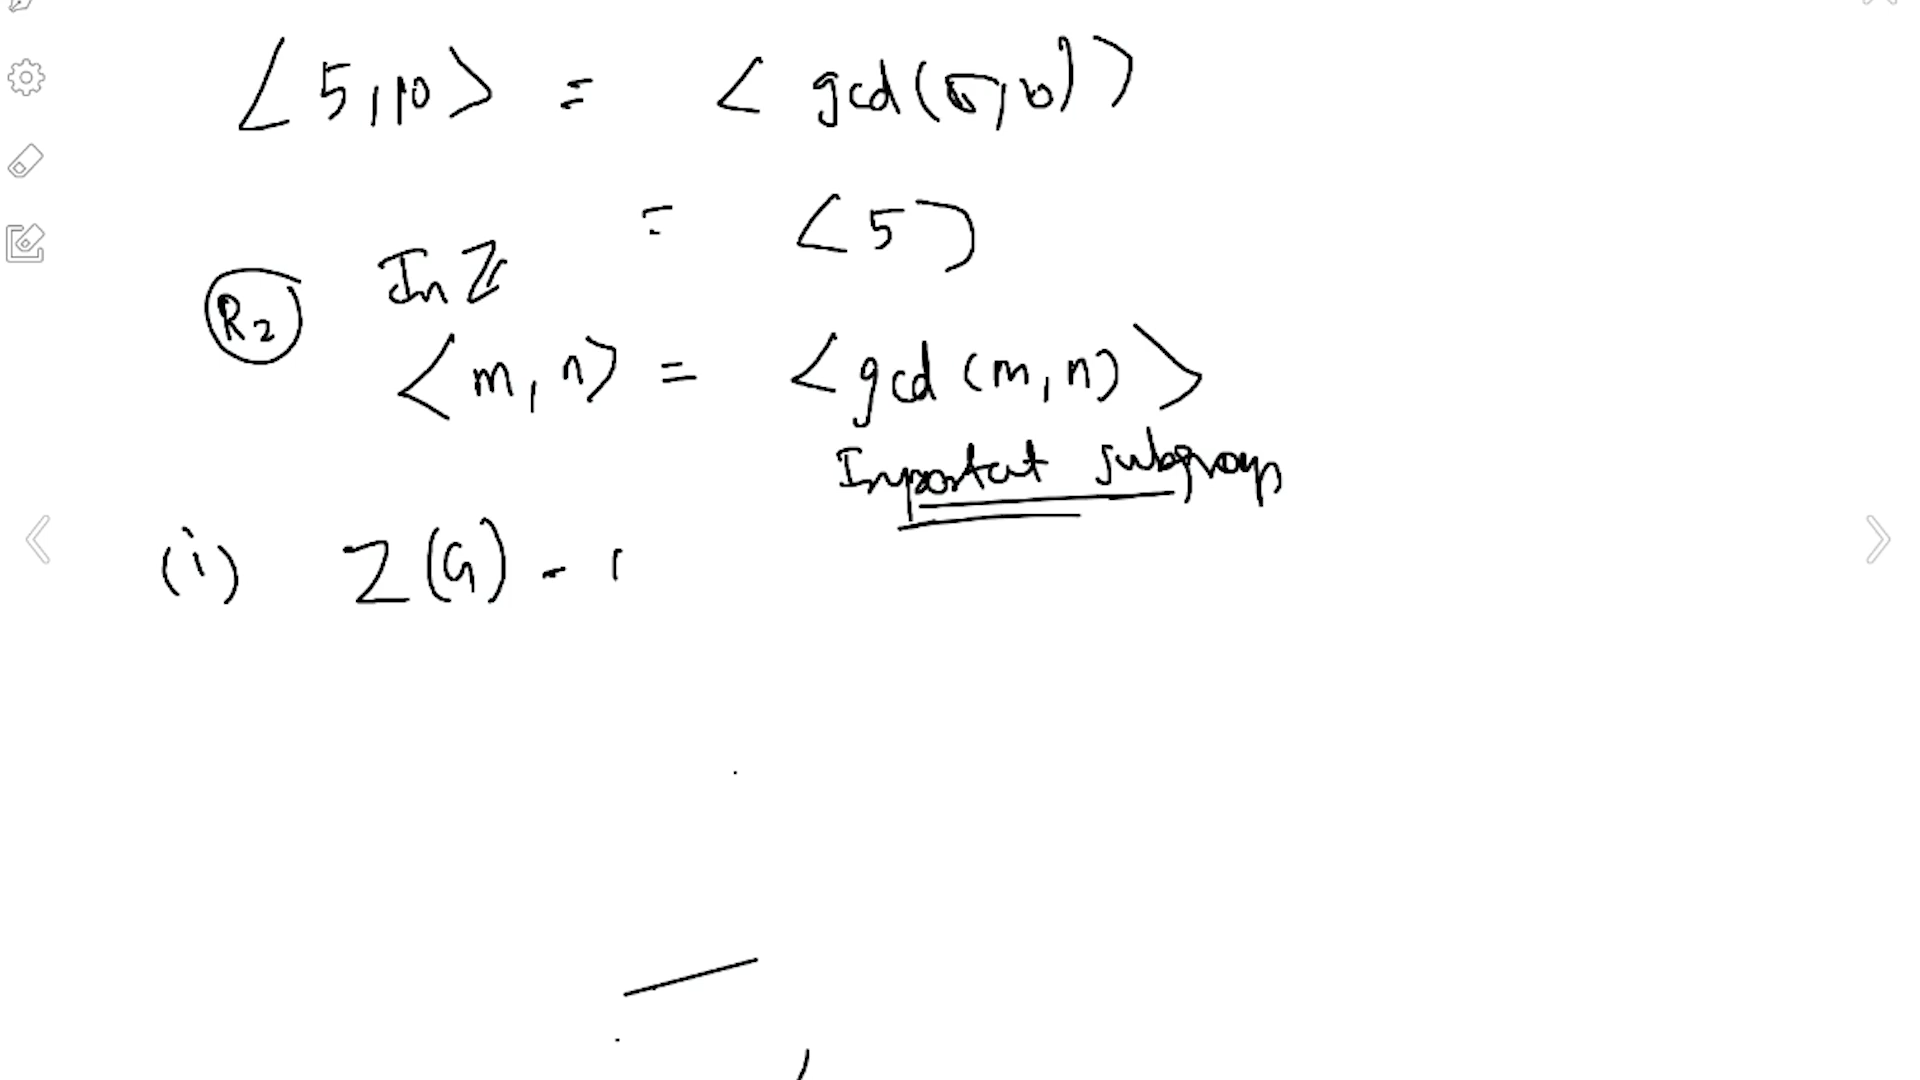 ⟨5,10⟩ = ⟨gcd(5,10)⟩
= ⟨5⟩
R2 In Z
⟨m,n⟩ = ⟨gcd(m,n)⟩
Important subgroup
(i) Z(G) -